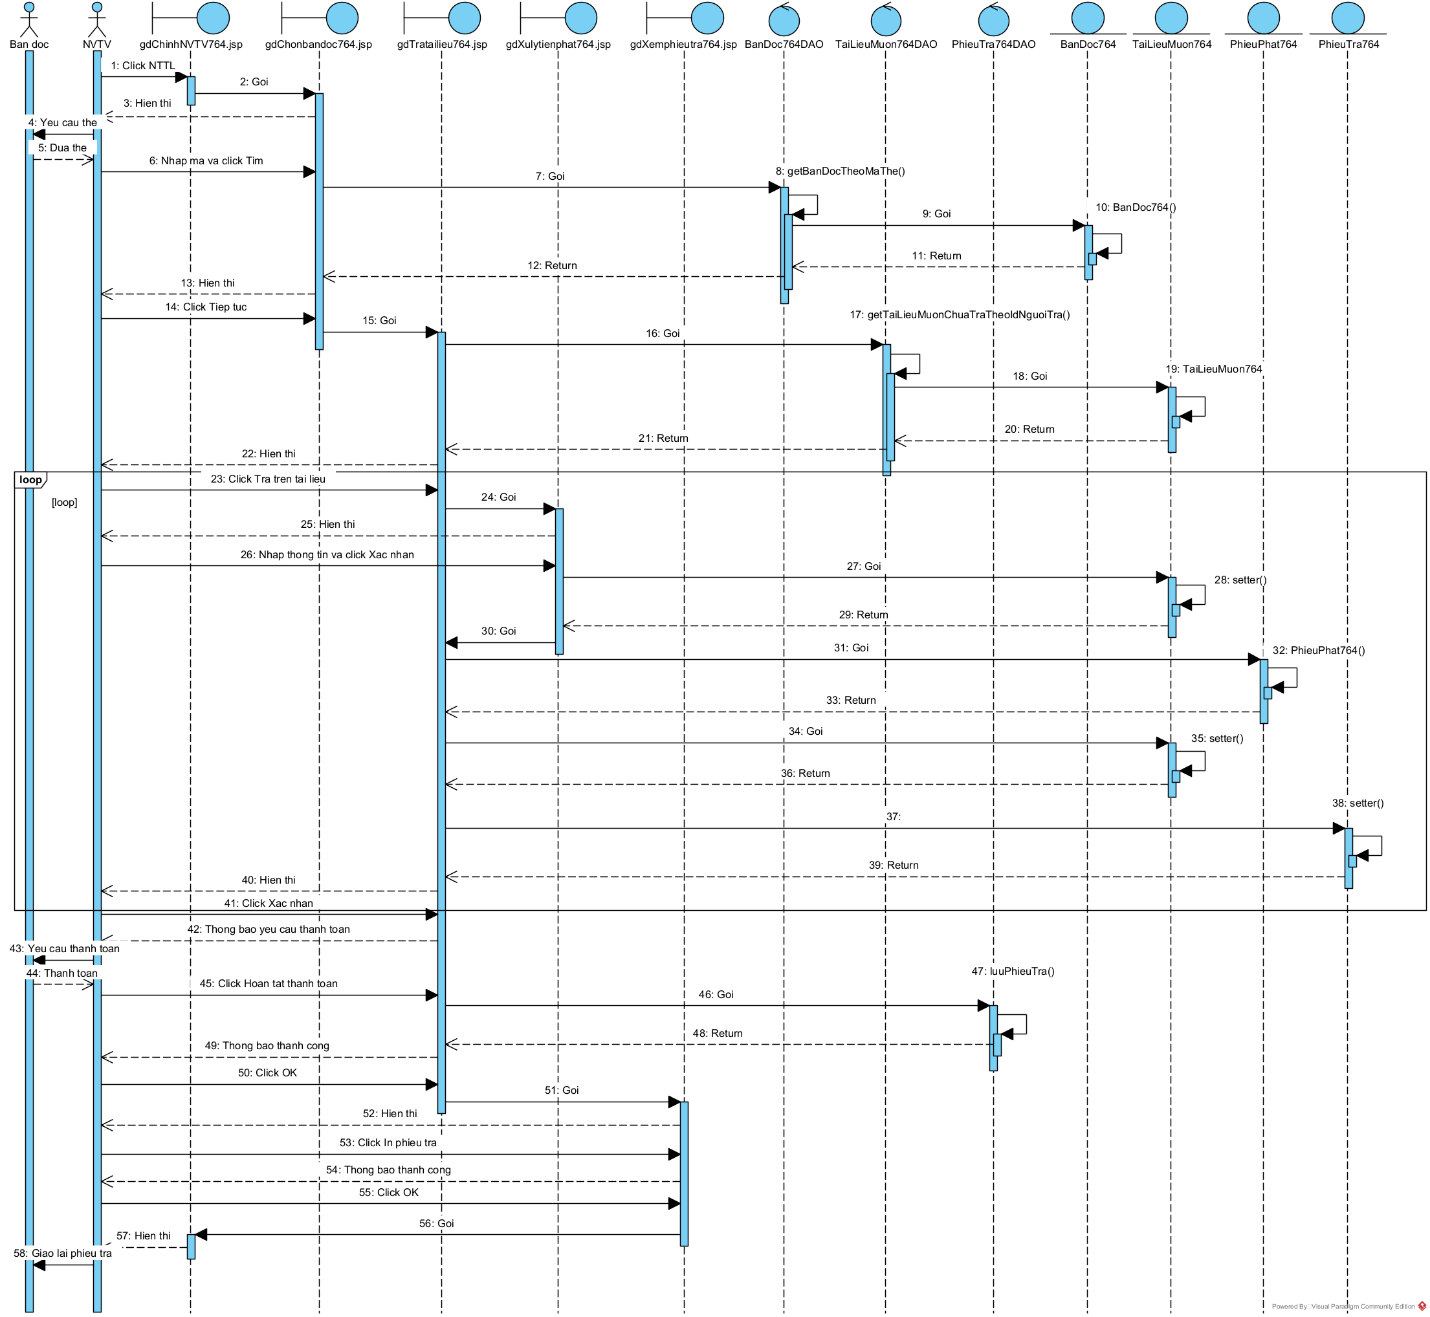 Ban doc
NVTV
gdChinhNVTV764.jsp
gdChonbandoc764.jsp
gdTratailieu764.jsp
gdXulytienphat764.jsp
gdXemphieutra764.jsp
BanDoc764DAO
TaiLieuMuon764DAO
PhieuTra764DAO
BanDoc764
TaiLieuMuon764
PhieuPhat764
PhieuTra764
1: Click NTTL
2: Goi
3: Hien thi
4: Yeu cau the
5: Dua the
6: Nhap ma va click Tim
7: Goi
8: getBanDocTheoMaThe()
9: Goi
10: BanDoc764()
11: Return
12: Return
13: Hien thi
14: Click Tiep tuc
15: Goi
16: Goi
17: getTaiLieuMuonChuaTraTheoIdNguoiTra()
18: Goi
19: TaiLieuMuon764
20: Return
21: Return
22: Hien thi
loop
[loop]
23: Click Tra tren tai lieu
24: Goi
25: Hien thi
26: Nhap thong tin va click Xac nhan
27: Goi
28: setter()
29: Return
30: Goi
31: Goi
32: PhieuPhat764()
33: Return
34: Goi
35: setter()
36: Return
37:
38: setter()
39: Return
40: Hien thi
41: Click Xac nhan
42: Thong bao yeu cau thanh toan
43: Yeu cau thanh toan
44: Thanh toan
45: Click Hoan tat thanh toan
46: Goi
47: luuPhieuTra()
48: Return
49: Thong bao thanh cong
50: Click OK
51: Goi
52: Hien thi
53: Click In phieu tra
54: Thong bao thanh cong
55: Click OK
56: Goi
57: Hien thi
58: Giao lai phieu tra
Powered By: Visual Paradigm Community Edition